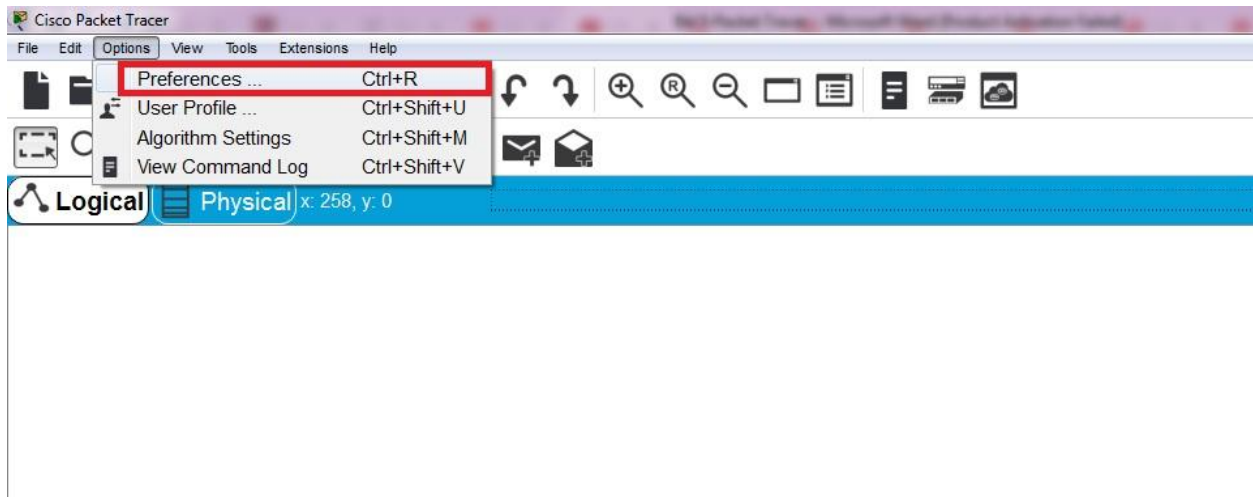 Cisco Packet Tracer
File Edit Options View Tools Extensions Help
Preferences ... Ctrl+R
User Profile ... Ctrl+Shift+U
Algorithm Settings Ctrl+Shift+M
View Command Log Ctrl+Shift+V
Logical Physical x: 258, y: 0